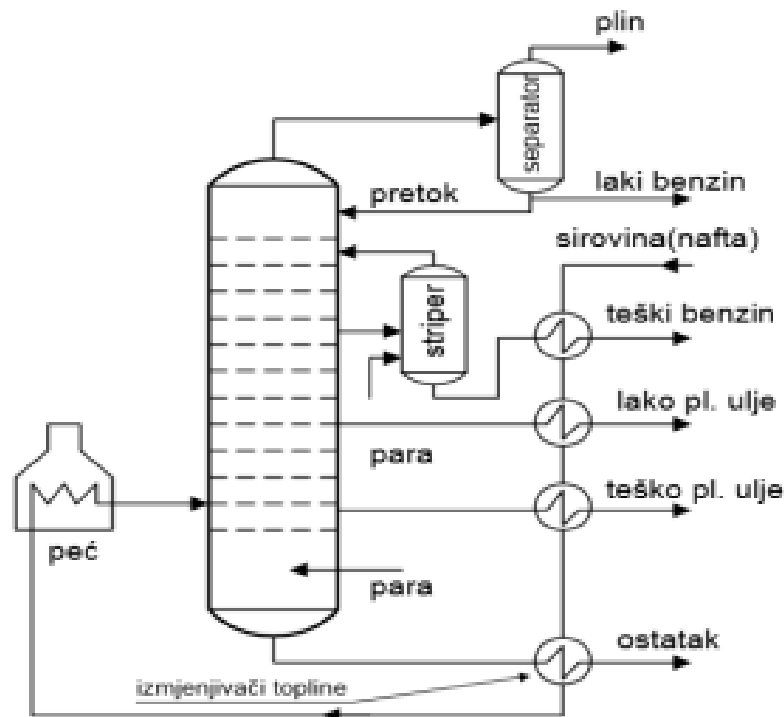 plin
separator
laki benzin
pretok
sirovina(nafta)
striper
teški benzin
lako pl. ulje
para
teško pl. ulje
peć
para
ostatak
izmjenjivači topline